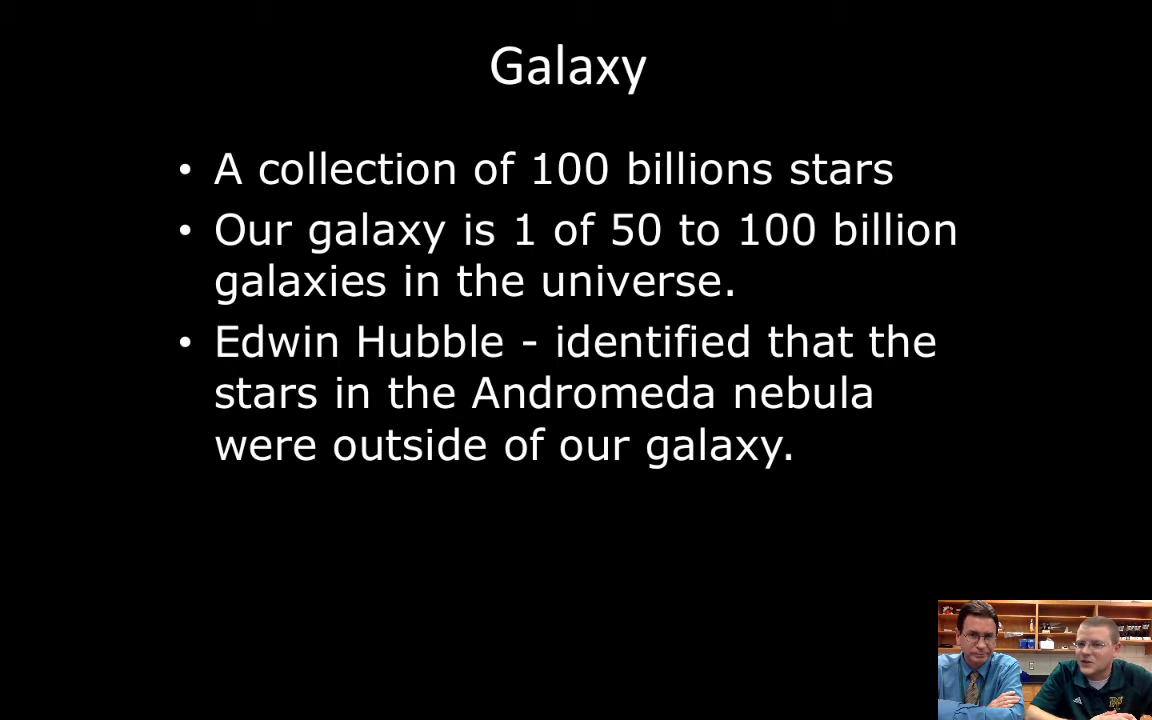 Galaxy
• A collection of 100 billions stars
• Our galaxy is 1 of 50 to 100 billion
galaxies in the universe.
• Edwin Hubble - identified that the
stars in the Andromeda nebula
were outside of our galaxy.